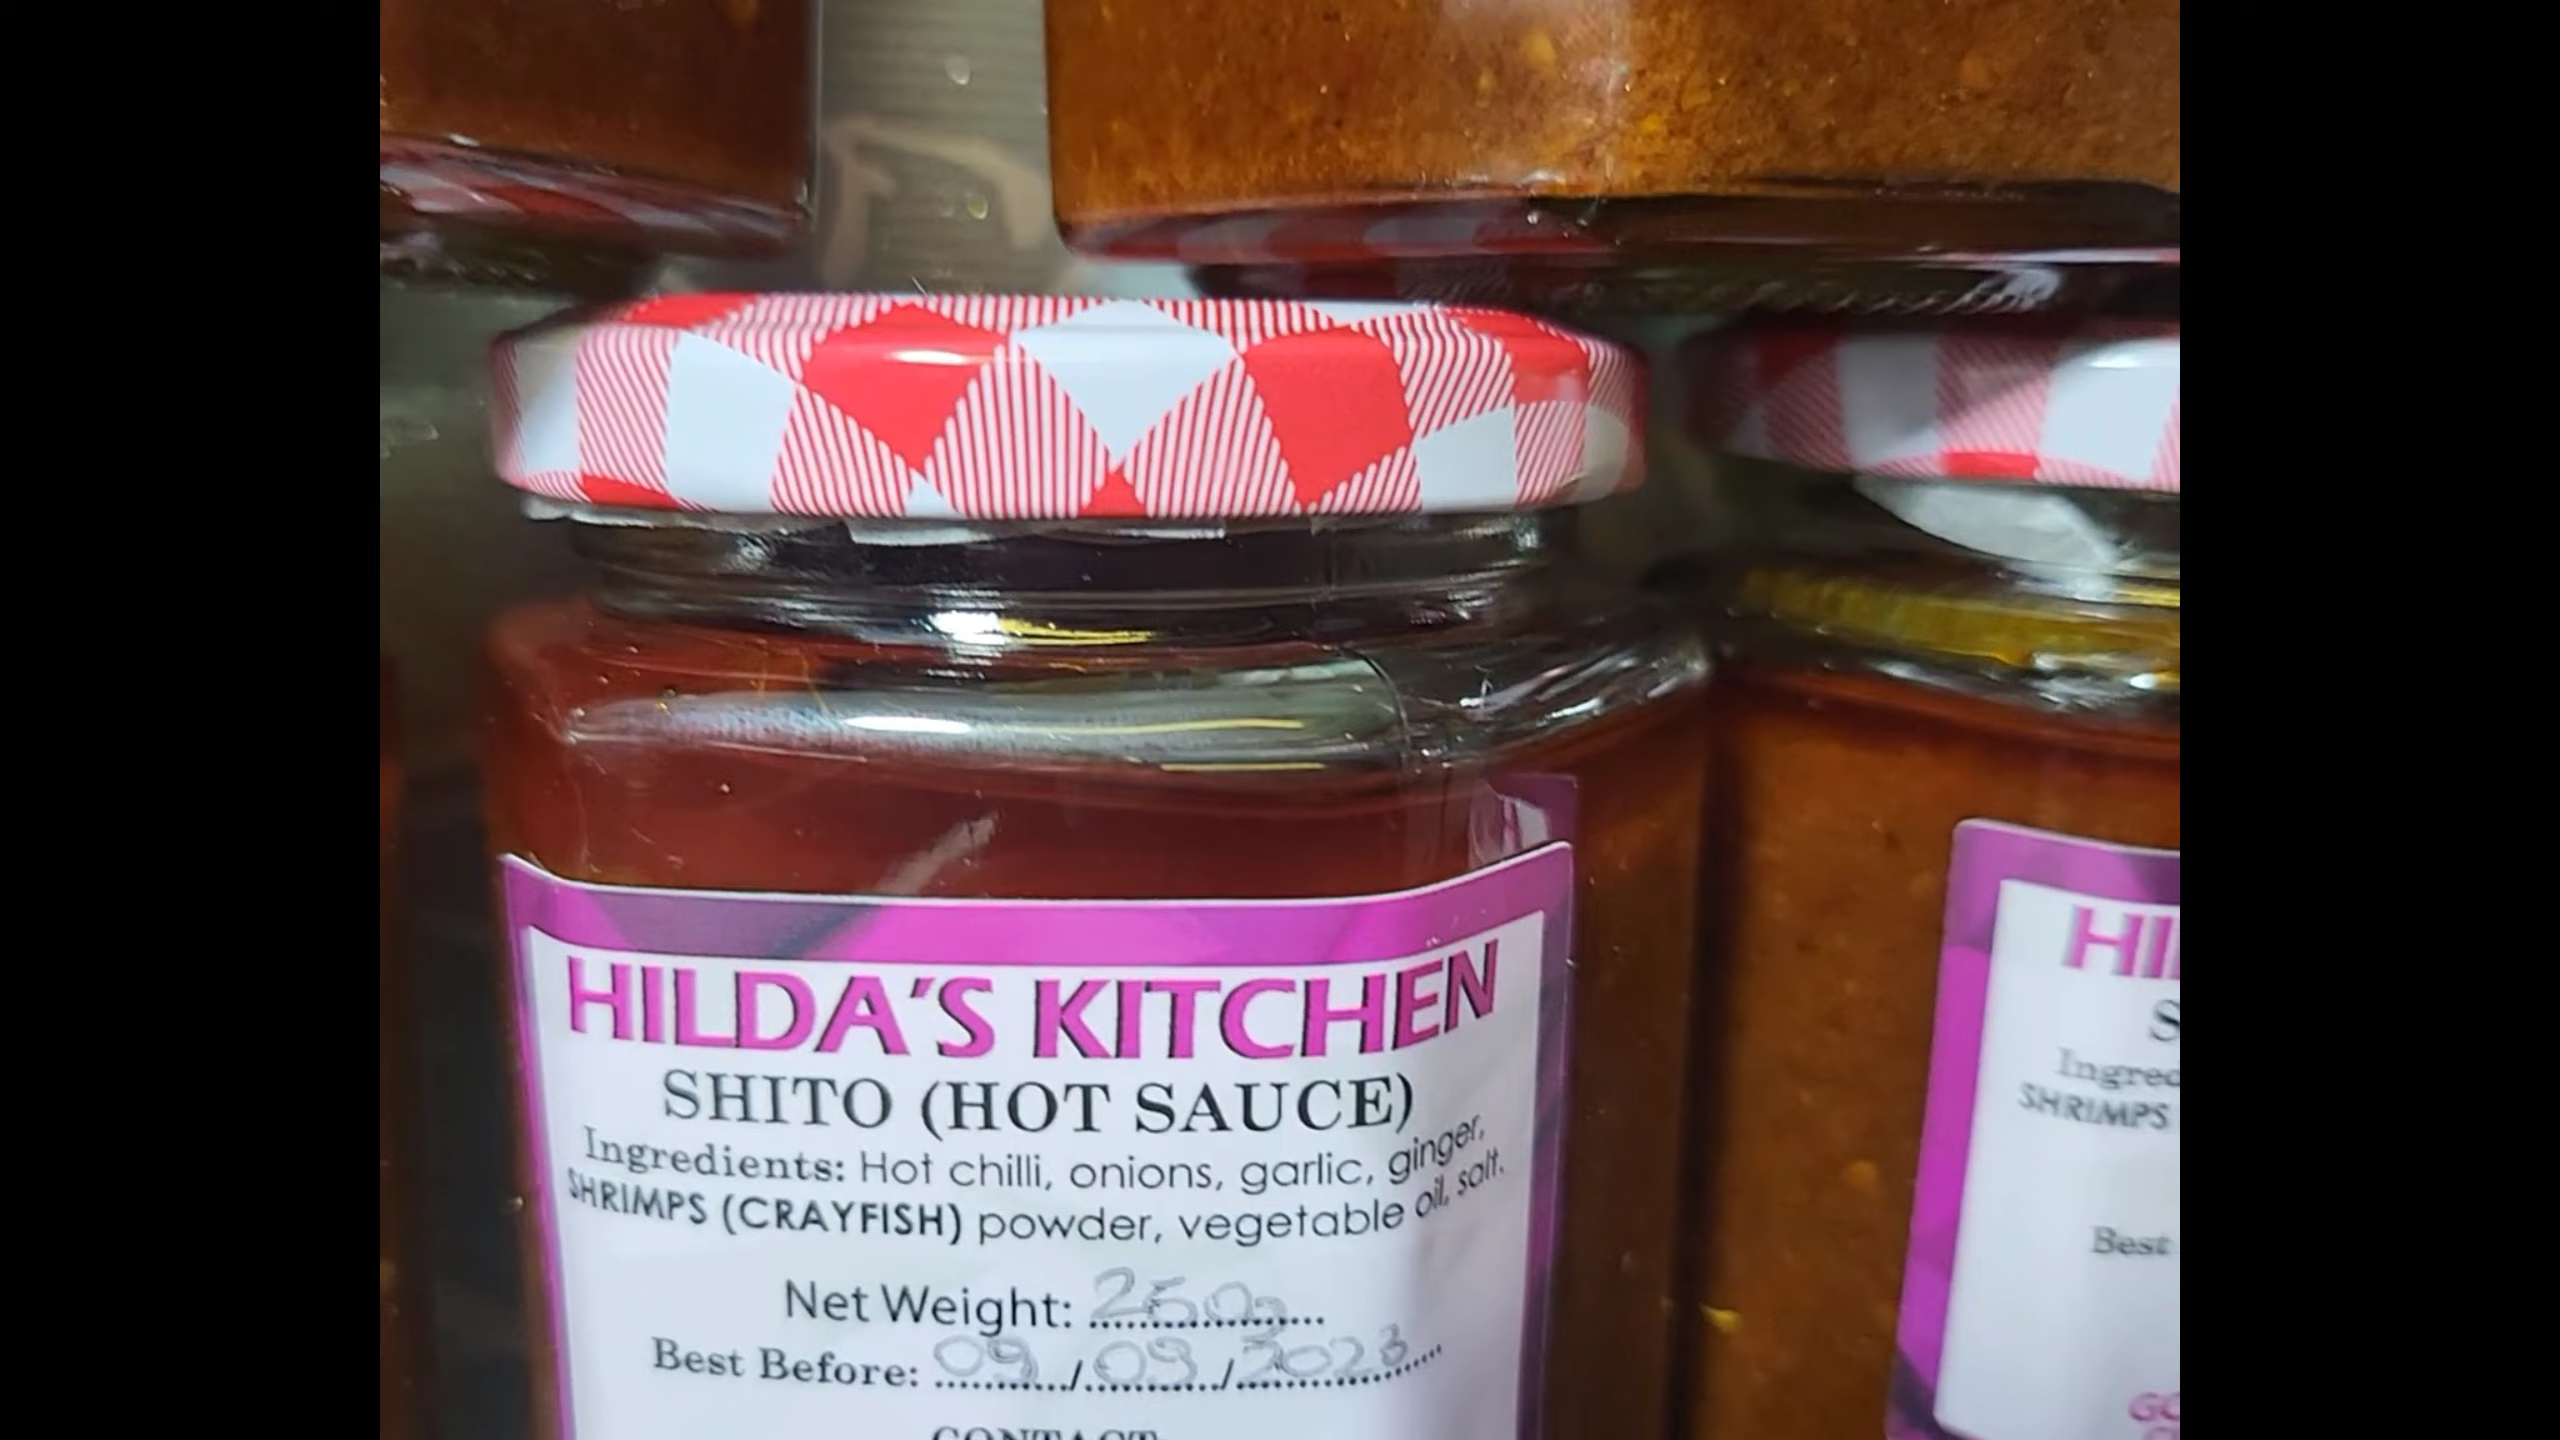 HILDA'S KITCHEN
SHITO (HOT SAUCE)
Ingredients: Hot chilli, onions, garlic, ginger,
SHRIMPS (CRAYFISH) powder, vegetable oil, salt.
Net Weight: 250g
Best Before: 09/09/2023
CONTACT
HI
S
Ingred
SHRIMPS
Best